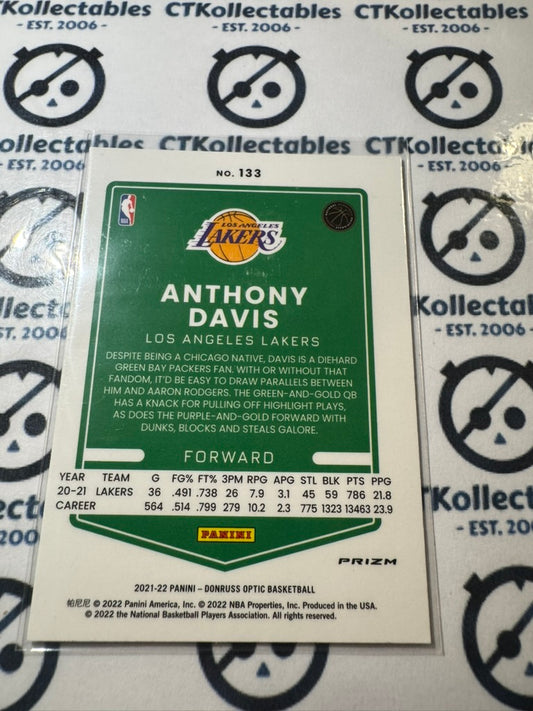 CTKollectables CTKollectables CTKollectables
- EST. 2006 - - EST. 2006 - - EST. 2006 -
ollectables CTKollectables CTKollectab
EST. 2006 - - EST. 2006 - - EST. 2006
NO. 133
LOS ANGELES
LAKERS
ANTHONY
DAVIS
LOS ANGELES LAKERS
DESPITE BEING A CHICAGO NATIVE, DAVIS IS A DIEHARD
GREEN BAY PACKERS FAN. WITH OR WITHOUT THAT
FANDOM, IT'D BE EASY TO DRAW PARALLELS BETWEEN
HIM AND AARON RODGERS. THE GREEN-AND-GOLD QB
HAS A KNACK FOR PULLING OFF HIGHLIGHT PLAYS,
AS DOES THE PURPLE-AND-GOLD FORWARD WITH
DUNKS, BLOCKS AND STEALS GALORE.
FORWARD
YEAR TEAM G FG% FT% 3PM RPG APG STL BLK PTS PPG
20-21 LAKERS 36 .491 .738 26 7.9 3.1 45 59 786 21.8
CAREER 564 .514 .799 279 10.2 2.3 775 1323 13463 23.9
PANINI
PRIZM
2021-22 PANINI – DONRUSS OPTIC BASKETBALL
帕尼尼 © 2022 Panini America, Inc. © 2022 NBA Properties, Inc. Produced in the USA.
© 2022 the National Basketball Players Association. All rights reserved.